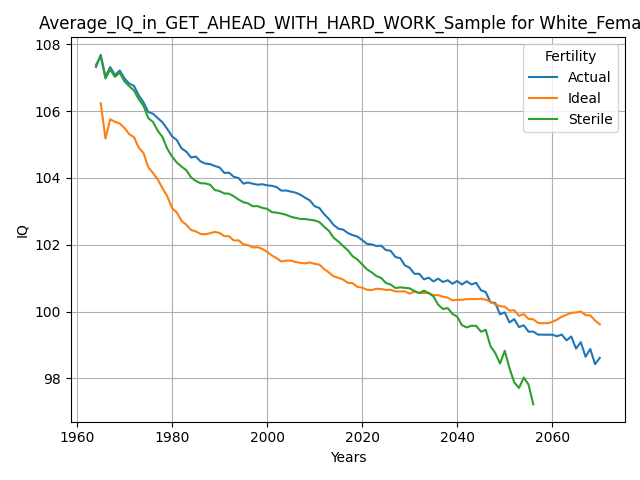 Average_IQ_in_GET_AHEAD_WITH_HARD_WORK_Sample for White_Fema
108
106
104
102
100
98
IQ
Fertility
Actual
Ideal
Sterile
1960
1980
2000
2020
2040
2060
Years